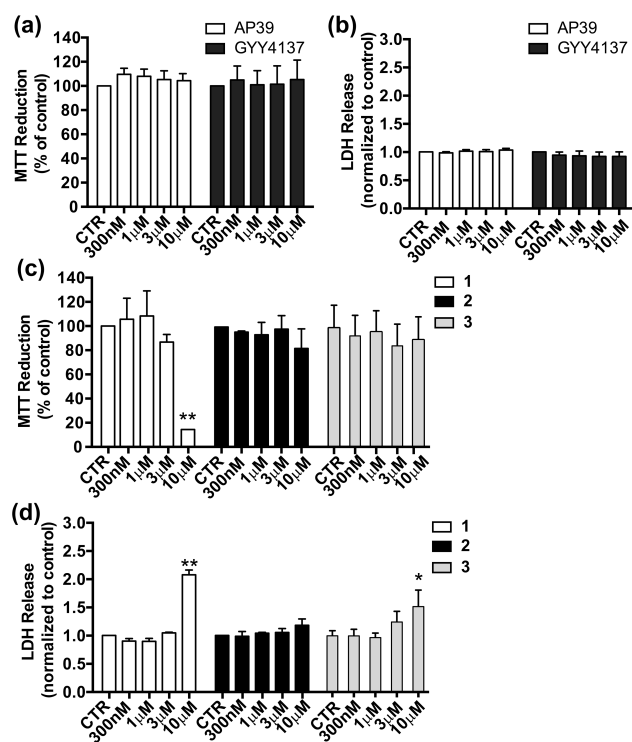 (a)
AP39
GYY4137
MTT Reduction
(% of control)
140
120
100
80
60
40
20
0
CTR
300nM
1μM
3μM
10μM
CTR
300nM
1μM
3μM
10μM
(b)
AP39
GYY4137
LDH Release
(normalized to control)
3.0
2.5
2.0
1.5
1.0
0.5
0.0
CTR
300nM
1μM
3μM
10μM
CTR
300nM
1μM
3μM
10μM
(c)
1
2
3
MTT Reduction
(% of control)
140
120
100
80
60
40
20
0
**
CTR
300nM
1μM
3μM
10μM
CTR
300nM
1μM
3μM
10μM
CTR
300nM
1μM
3μM
10μM
(d)
1
2
3
LDH Release
(normalized to control)
3.0
2.5
2.0
1.5
1.0
0.5
0.0
**
*
CTR
300nM
1μM
3μM
10μM
CTR
300nM
1μM
3μM
10μM
CTR
300nM
1μM
3μM
10μM